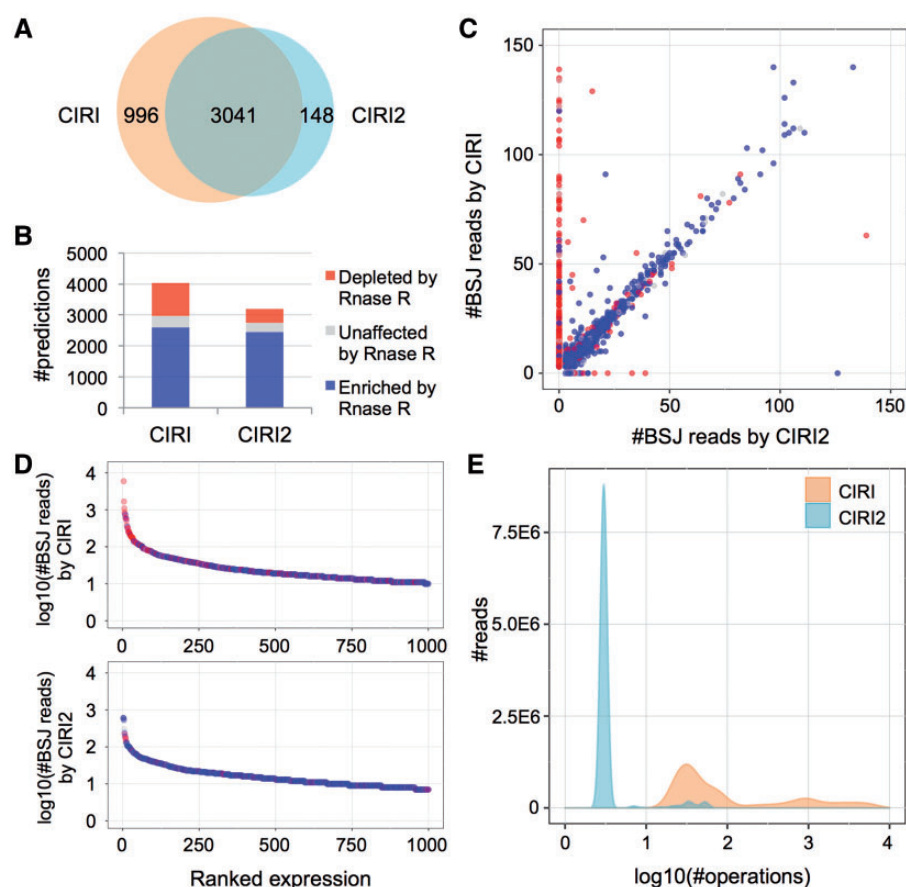 A
CIRI
996
3041
148
CIRI2
B
5000
4000
3000
2000
1000
0
#predictions
CIRI
CIRI2
Depleted by
Rnase R
Unaffected
by Rnase R
Enriched by
Rnase R
C
150
100
50
0
#BSJ reads by CIRI
0
50
100
150
#BSJ reads by CIRI2
D
log10(#BSJ reads)
by CIRI
4
3
2
1
0
0
250
500
750
1000
log10(#BSJ reads)
by CIRI2
4
3
2
1
0
0
250
500
750
1000
Ranked expression
E
CIRI
CIRI2
7.5E6
5.0E6
2.5E6
0
#reads
0
1
2
3
4
log10(#operations)